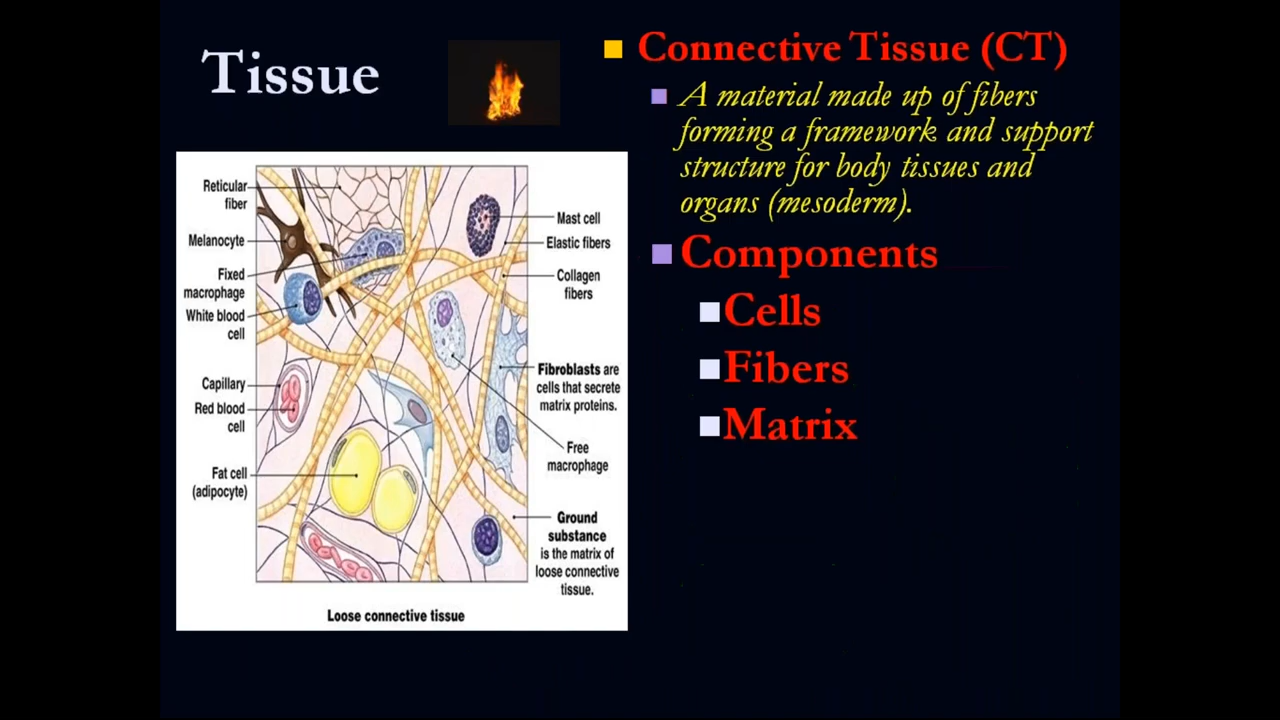 Tissue
Connective Tissue (CT)
A material made up of fibers
forming a framework and support
structure for body tissues and
organs (mesoderm).
Components
Cells
Fibers
Matrix
Reticular
fiber
Melanocyte
Fixed
macrophage
White blood
cell
Capillary
Red blood
cell
Fat cell
(adipocyte)
Mast cell
Elastic fibers
Collagen
fibers
Fibroblasts are
cells that secrete
matrix proteins.
Free
macrophage
Ground
substance
is the matrix of
loose connective
tissue.
Loose connective tissue